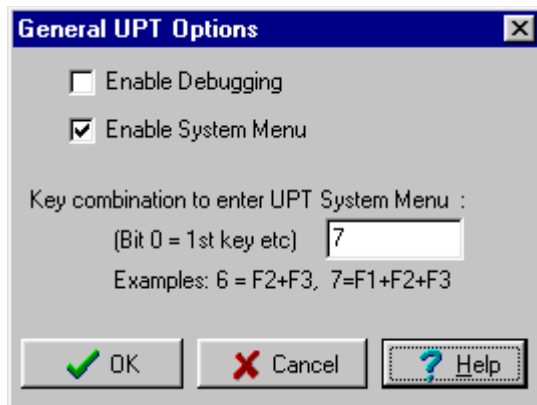 General UPT Options
Enable Debugging
Enable System Menu
Key combination to enter UPT System Menu :
(Bit 0 = 1st key etc) 7
Examples: 6 = F2+F3, 7=F1+F2+F3
OK Cancel Help